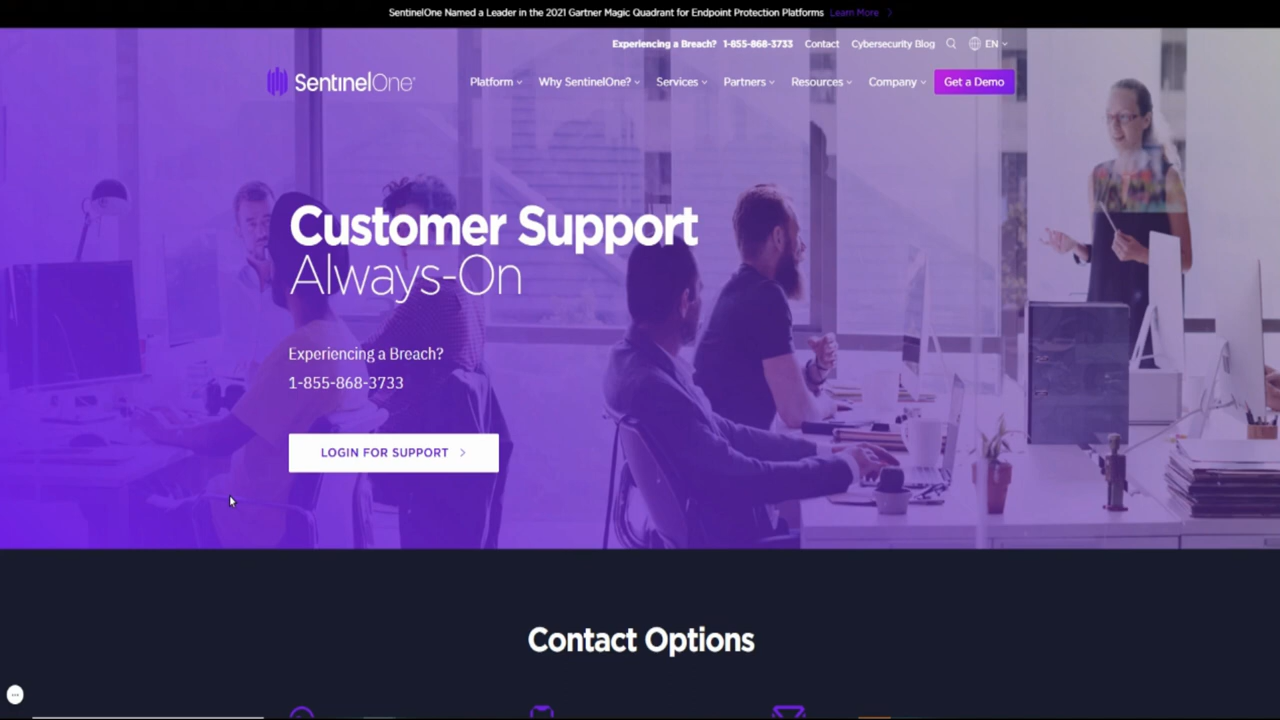 SentinelOne Named a Leader in the 2021 Gartner Magic Quadrant for Endpoint Protection Platforms Learn More
Experiencing a Breach? 1-855-868-3733 Contact Cybersecurity Blog EN
SentinelOne Platform Why SentinelOne? Services Partners Resources Company Get a Demo
Customer Support
Always-On
Experiencing a Breach?
1-855-868-3733
LOGIN FOR SUPPORT
Contact Options